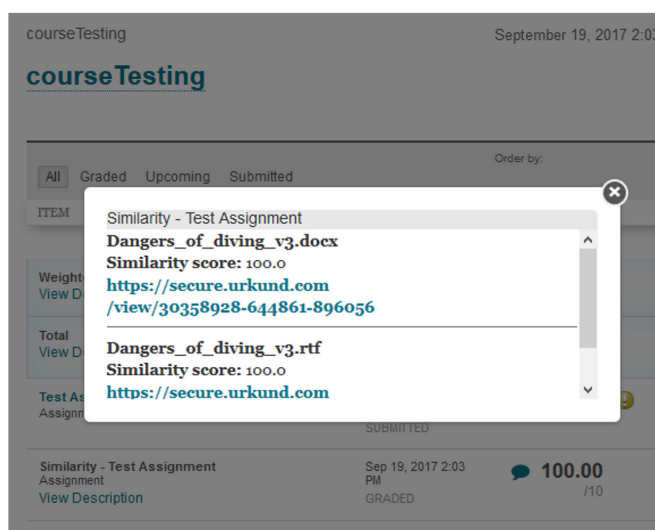 courseTesting
September 19, 2017 2:03
courseTesting
Order by:
All Graded Upcoming Submitted
ITEM
Similarity - Test Assignment
Dangers_of_diving_v3.docx
Similarity score: 100.0
https://secure.urkund.com
/view/30358928-644861-896056
Dangers_of_diving_v3.rtf
Similarity score: 100.0
https://secure.urkund.com
Weight
View D
Total
View D
Test As
Assignm
SUBMITTED
Similarity - Test Assignment
Assignment
View Description
Sep 19, 2017 2:03
PM
GRADED
100.00
/10